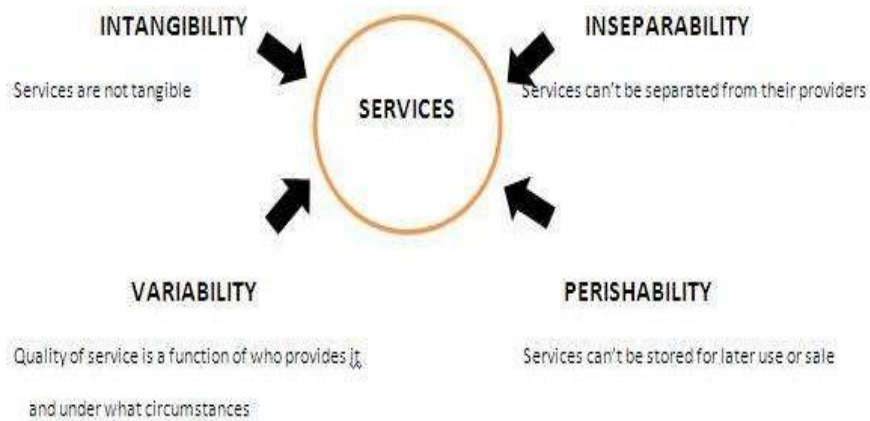 INTANGIBILITY
INSEPARABILITY
Services are not tangible
Services can't be separated from their providers
SERVICES
VARIABILITY
PERISHABILITY
Quality of service is a function of who provides it
and under what circumstances
Services can't be stored for later use or sale